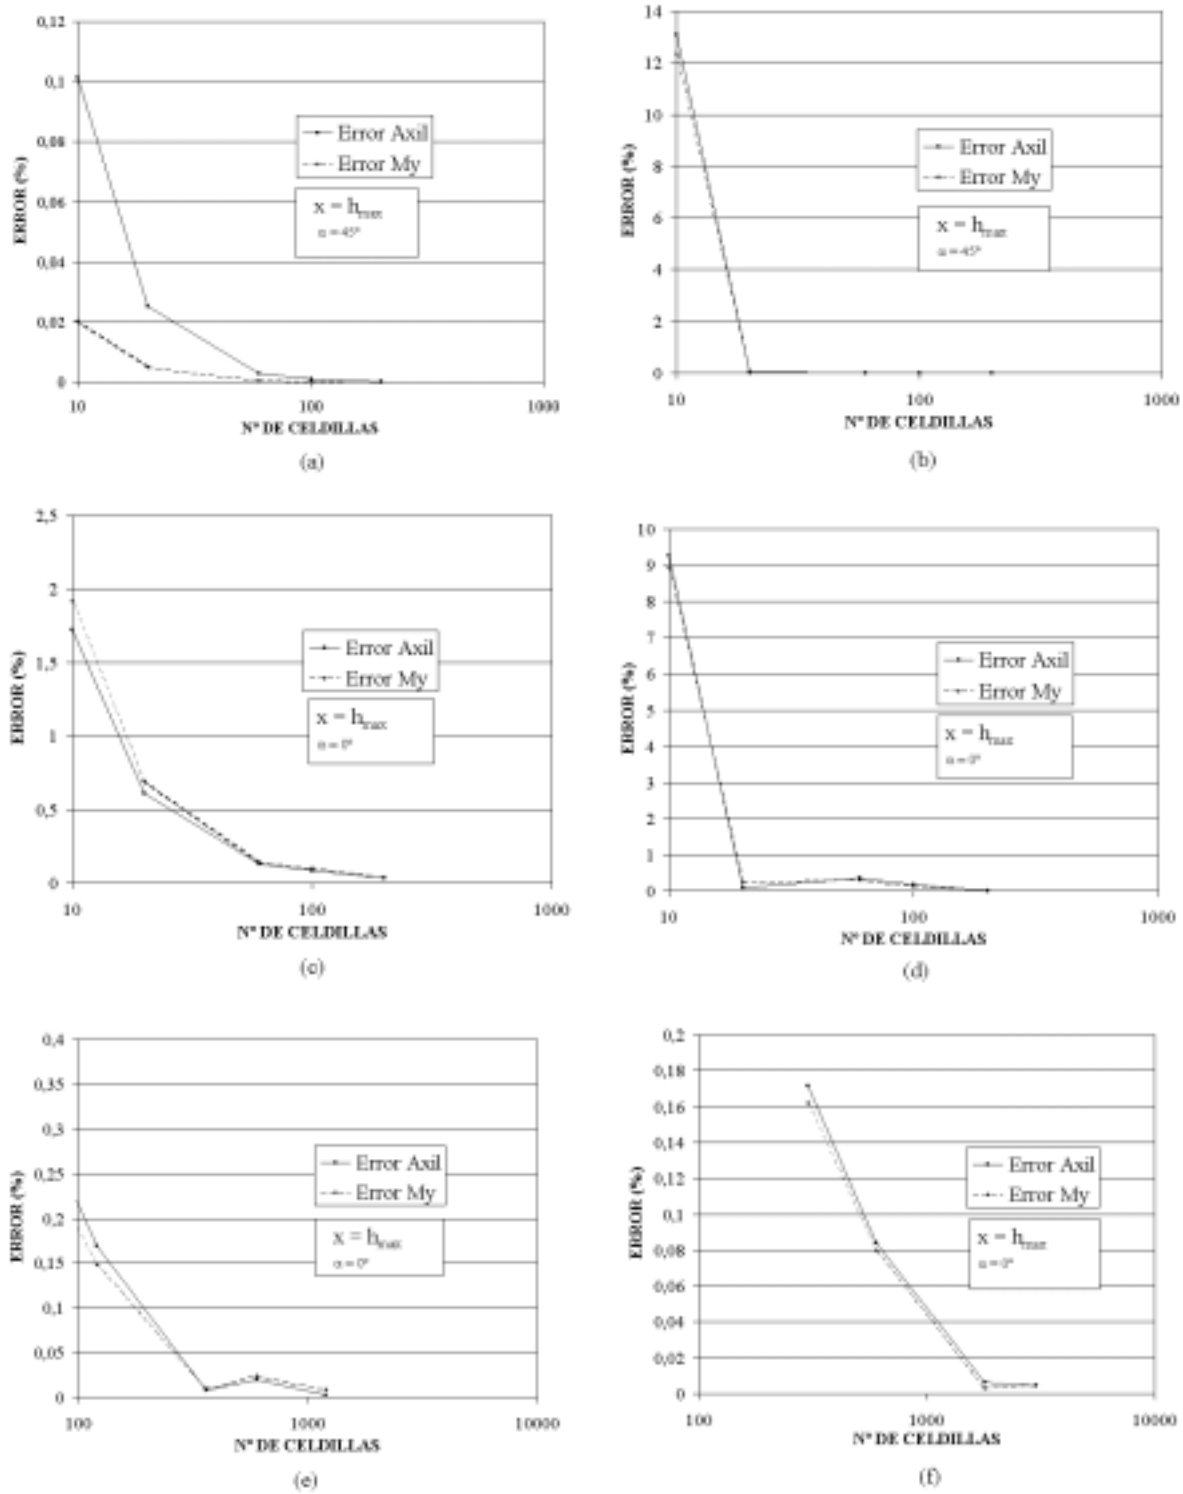 0,12
0,1
0,08
0,06
0,04
0,02
0
ERROR (%)
Error Axil
Error My
x = hmax
α = 45º
10
100
1000
Nº DE CELDILLAS
(a)
14
12
10
8
6
4
2
0
ERROR (%)
Error Axil
Error My
x = hmax
α = 45º
10
100
1000
Nº DE CELDILLAS
(b)
2,5
2
1,5
1
0,5
0
ERROR (%)
Error Axil
Error My
x = hmax
α = 0º
10
100
1000
Nº DE CELDILLAS
(c)
10
9
8
7
6
5
4
3
2
1
0
ERROR (%)
Error Axil
Error My
x = hmax
α = 0º
10
100
1000
Nº DE CELDILLAS
(d)
0,4
0,35
0,3
0,25
0,2
0,15
0,1
0,05
0
ERROR (%)
Error Axil
Error My
x = hmax
α = 0º
100
1000
10000
Nº DE CELDILLAS
(e)
0,2
0,18
0,16
0,14
0,12
0,1
0,08
0,06
0,04
0,02
0
ERROR (%)
Error Axil
Error My
x = hmax
α = 0º
100
1000
10000
Nº DE CELDILLAS
(f)